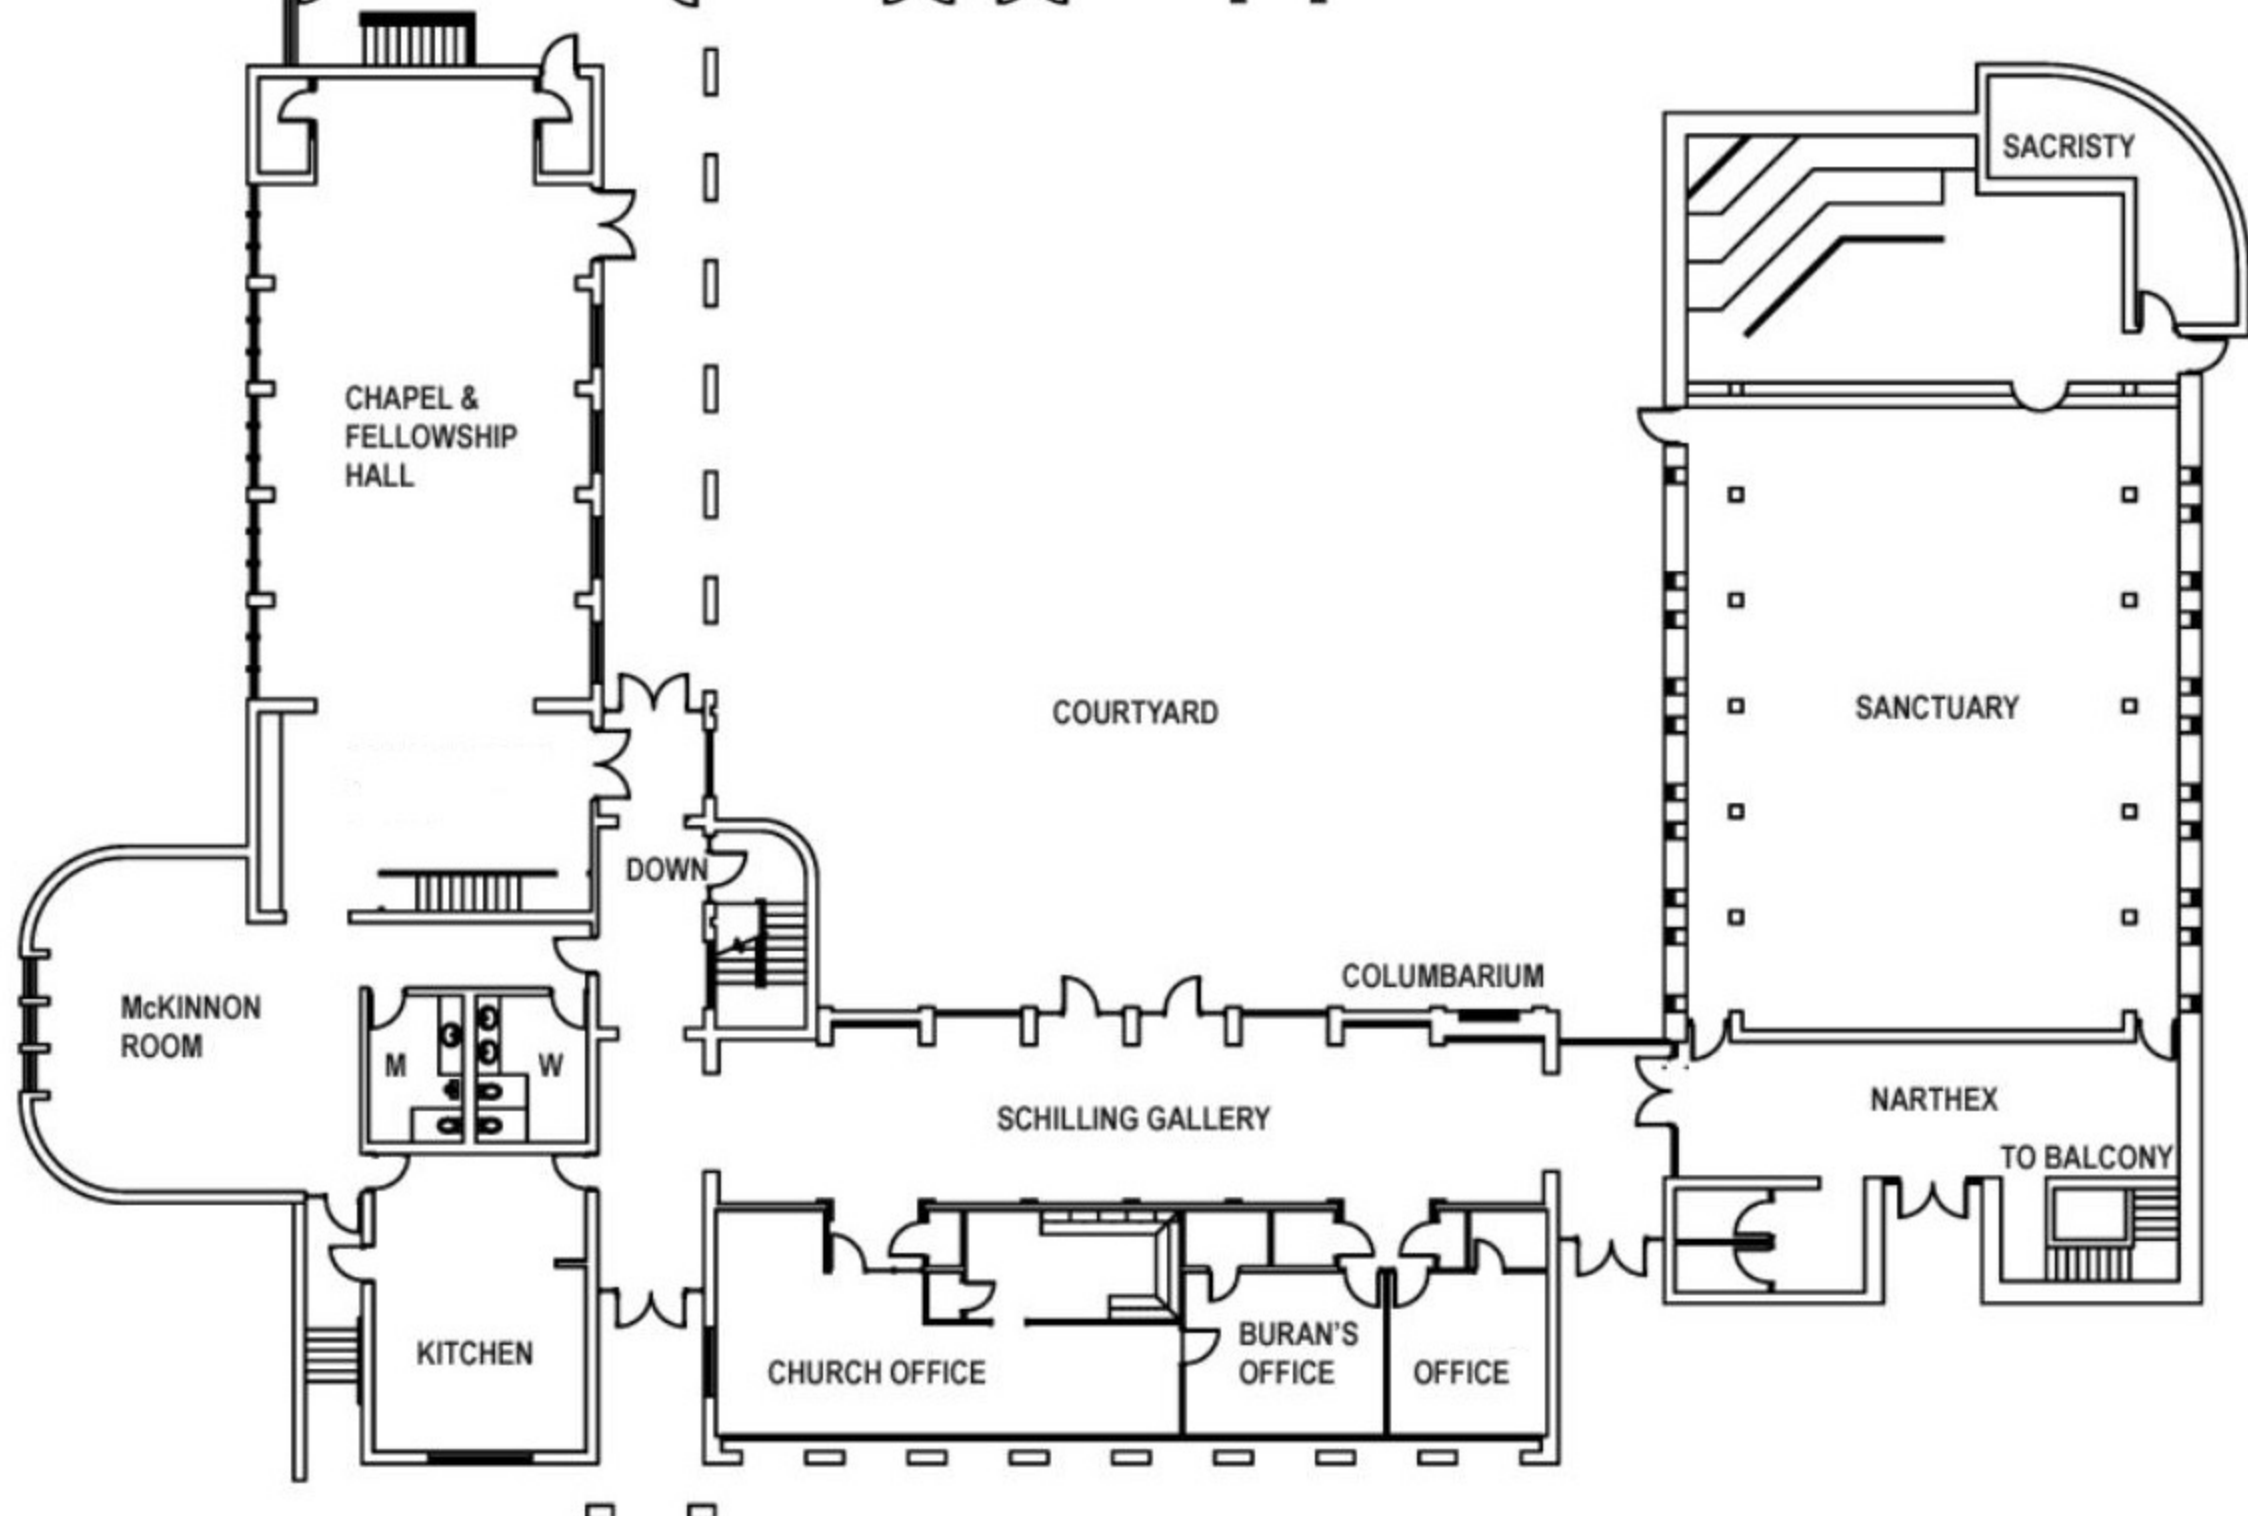 SACRISTY
CHAPEL &
FELLOWSHIP
HALL
COURTYARD
SANCTUARY
DOWN
COLUMBARIUM
McKINNON
ROOM
M
W
SCHILLING GALLERY
NARTHEX
TO BALCONY
KITCHEN
CHURCH OFFICE
BURAN'S
OFFICE
OFFICE